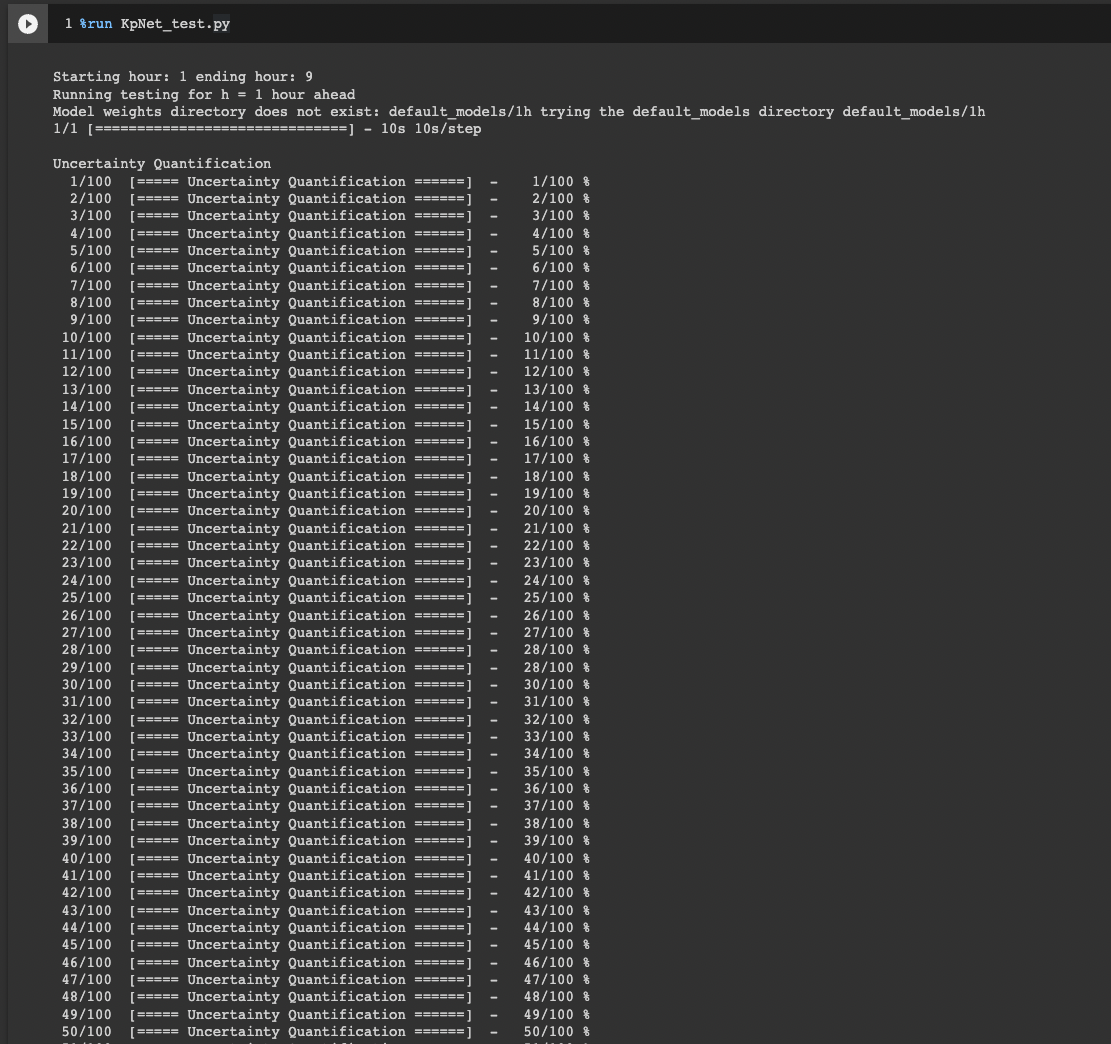 1 %run KpNet_test.py
Starting hour: 1 ending hour: 9
Running testing for h = 1 hour ahead
Model weights directory does not exist: default_models/1h trying the default_models directory default_models/1h
1/1 [==============================] - 10s 10s/step
Uncertainty Quantification
1/100 [===== Uncertainty Quantification ======] - 1/100 %
2/100 [===== Uncertainty Quantification ======] - 2/100 %
3/100 [===== Uncertainty Quantification ======] - 3/100 %
4/100 [===== Uncertainty Quantification ======] - 4/100 %
5/100 [===== Uncertainty Quantification ======] - 5/100 %
6/100 [===== Uncertainty Quantification ======] - 6/100 %
7/100 [===== Uncertainty Quantification ======] - 7/100 %
8/100 [===== Uncertainty Quantification ======] - 8/100 %
9/100 [===== Uncertainty Quantification ======] - 9/100 %
10/100 [===== Uncertainty Quantification ======] - 10/100 %
11/100 [===== Uncertainty Quantification ======] - 11/100 %
12/100 [===== Uncertainty Quantification ======] - 12/100 %
13/100 [===== Uncertainty Quantification ======] - 13/100 %
14/100 [===== Uncertainty Quantification ======] - 14/100 %
15/100 [===== Uncertainty Quantification ======] - 15/100 %
16/100 [===== Uncertainty Quantification ======] - 16/100 %
17/100 [===== Uncertainty Quantification ======] - 17/100 %
18/100 [===== Uncertainty Quantification ======] - 18/100 %
19/100 [===== Uncertainty Quantification ======] - 19/100 %
20/100 [===== Uncertainty Quantification ======] - 20/100 %
21/100 [===== Uncertainty Quantification ======] - 21/100 %
22/100 [===== Uncertainty Quantification ======] - 22/100 %
23/100 [===== Uncertainty Quantification ======] - 23/100 %
24/100 [===== Uncertainty Quantification ======] - 24/100 %
25/100 [===== Uncertainty Quantification ======] - 25/100 %
26/100 [===== Uncertainty Quantification ======] - 26/100 %
27/100 [===== Uncertainty Quantification ======] - 27/100 %
28/100 [===== Uncertainty Quantification ======] - 28/100 %
29/100 [===== Uncertainty Quantification ======] - 28/100 %
30/100 [===== Uncertainty Quantification ======] - 30/100 %
31/100 [===== Uncertainty Quantification ======] - 31/100 %
32/100 [===== Uncertainty Quantification ======] - 32/100 %
33/100 [===== Uncertainty Quantification ======] - 33/100 %
34/100 [===== Uncertainty Quantification ======] - 34/100 %
35/100 [===== Uncertainty Quantification ======] - 35/100 %
36/100 [===== Uncertainty Quantification ======] - 36/100 %
37/100 [===== Uncertainty Quantification ======] - 37/100 %
38/100 [===== Uncertainty Quantification ======] - 38/100 %
39/100 [===== Uncertainty Quantification ======] - 39/100 %
40/100 [===== Uncertainty Quantification ======] - 40/100 %
41/100 [===== Uncertainty Quantification ======] - 41/100 %
42/100 [===== Uncertainty Quantification ======] - 42/100 %
43/100 [===== Uncertainty Quantification ======] - 43/100 %
44/100 [===== Uncertainty Quantification ======] - 44/100 %
45/100 [===== Uncertainty Quantification ======] - 45/100 %
46/100 [===== Uncertainty Quantification ======] - 46/100 %
47/100 [===== Uncertainty Quantification ======] - 47/100 %
48/100 [===== Uncertainty Quantification ======] - 48/100 %
49/100 [===== Uncertainty Quantification ======] - 49/100 %
50/100 [===== Uncertainty Quantification ======] - 50/100 %